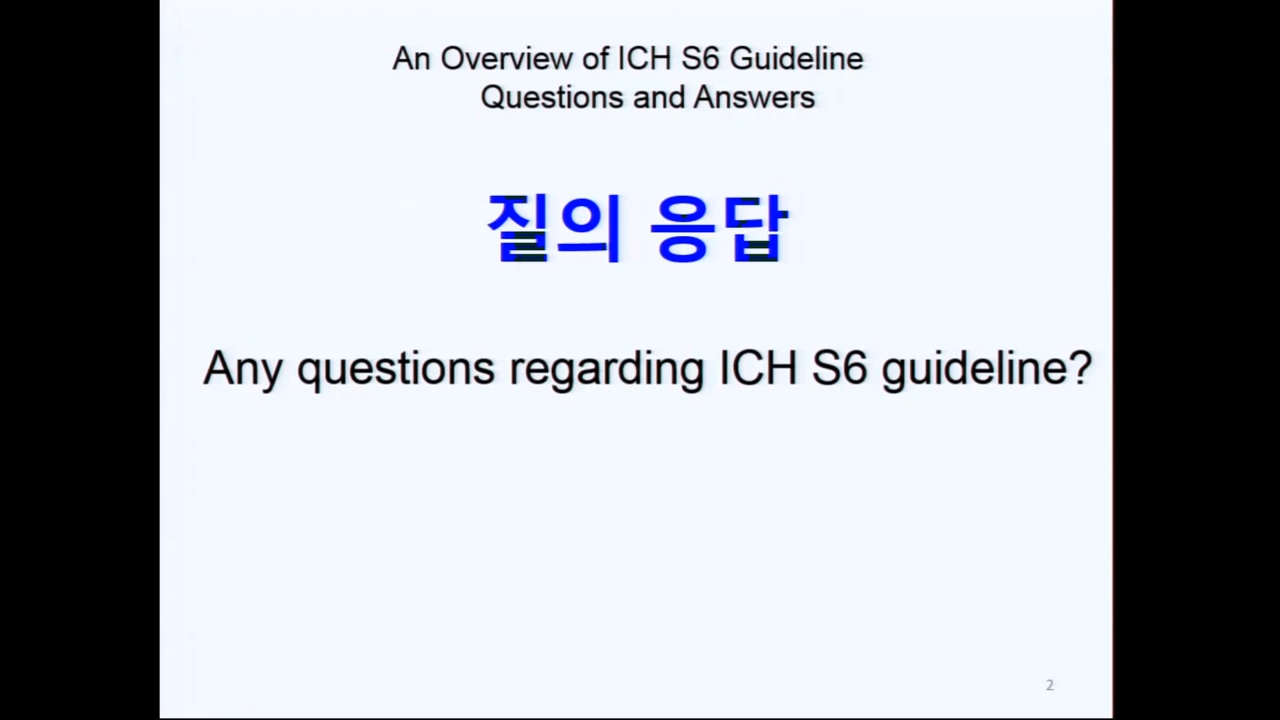 An Overview of ICH S6 Guideline
Questions and Answers
질의 응답
Any questions regarding ICH S6 guideline?
2